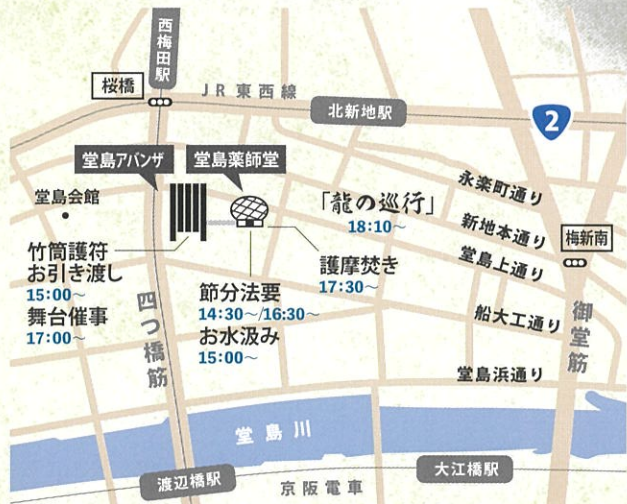 西梅田駅
桜橋
JR東西線
北新地駅
2
堂島アバンザ
堂島薬師堂
堂島会館
竹筒護符
お引き渡し
15:00～
舞台催事
17:00～
四つ橋筋
節分法要
14:30～/16:30～
お水汲み
15:00～
「龍の巡行」
18:10～
護摩焚き
17:30～
永楽町通り
新地本通り
梅新南
堂島上通り
船大工通り
御堂筋
堂島浜通り
堂島川
渡辺橋駅
京阪電車
大江橋駅